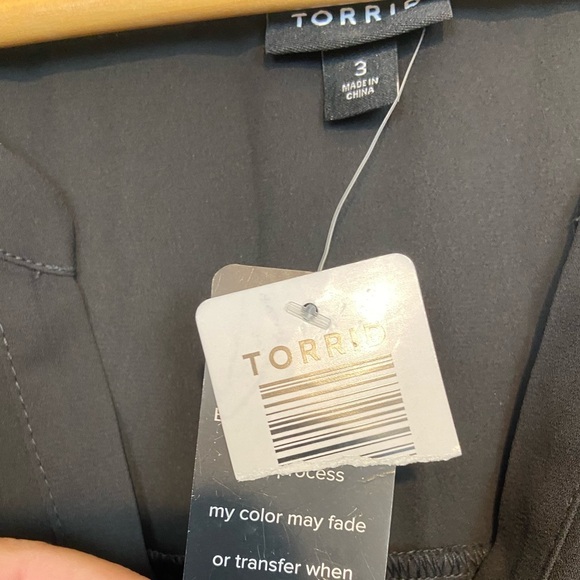 TORRID
3
MADE IN
CHINA
TORRID
process
my color may fade
or transfer when